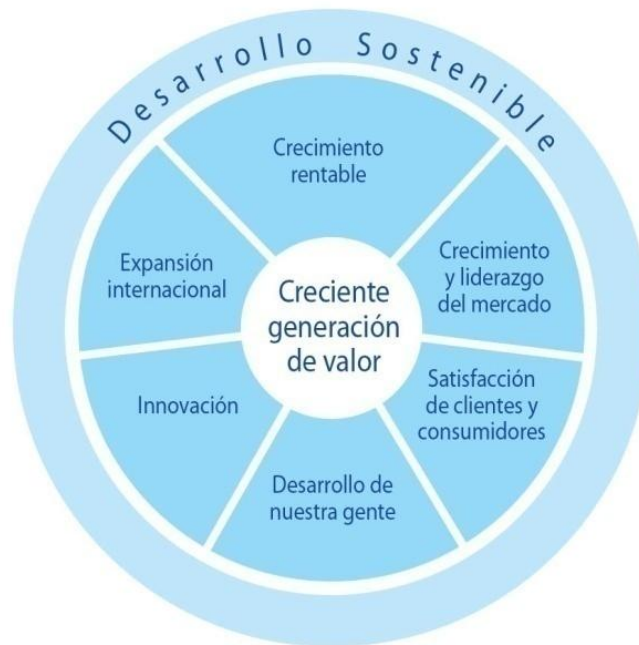 Desarrollo Sostenible
Crecimiento
rentable
Crecimiento
y liderazgo
del mercado
Satisfacción
de clientes y
consumidores
Desarrollo de
nuestra gente
Innovación
Expansión
internacional
Creciente
generación
de valor